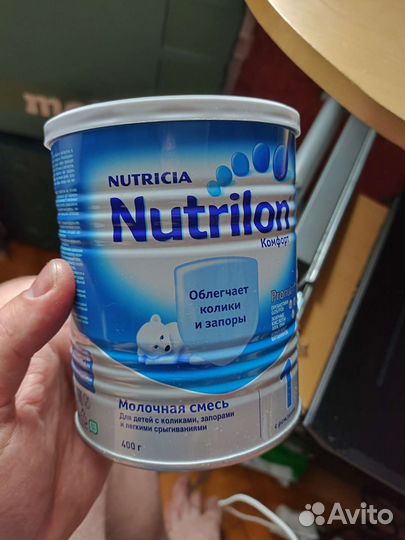 NUTRICIA
Nutrilon
Комфорт
Облегчает
колики
и запоры
1
Молочная смесь
Для детей с коликами, запорами
и легкими срыгиваниями
400 г
Avito